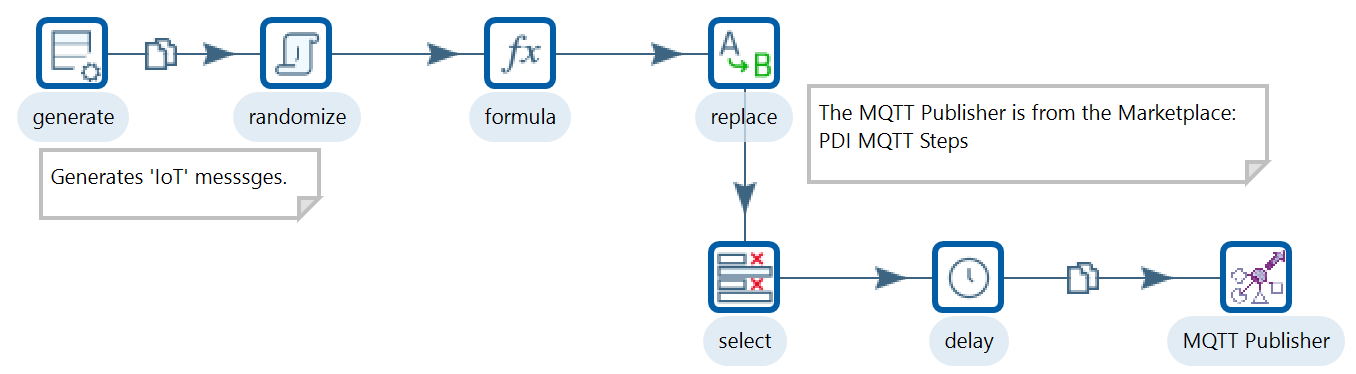 fx
A
B
generate
randomize
formula
replace
The MQTT Publisher is from the Marketplace:
PDI MQTT Steps
Generates 'IoT' messsges.
select
delay
MQTT Publisher